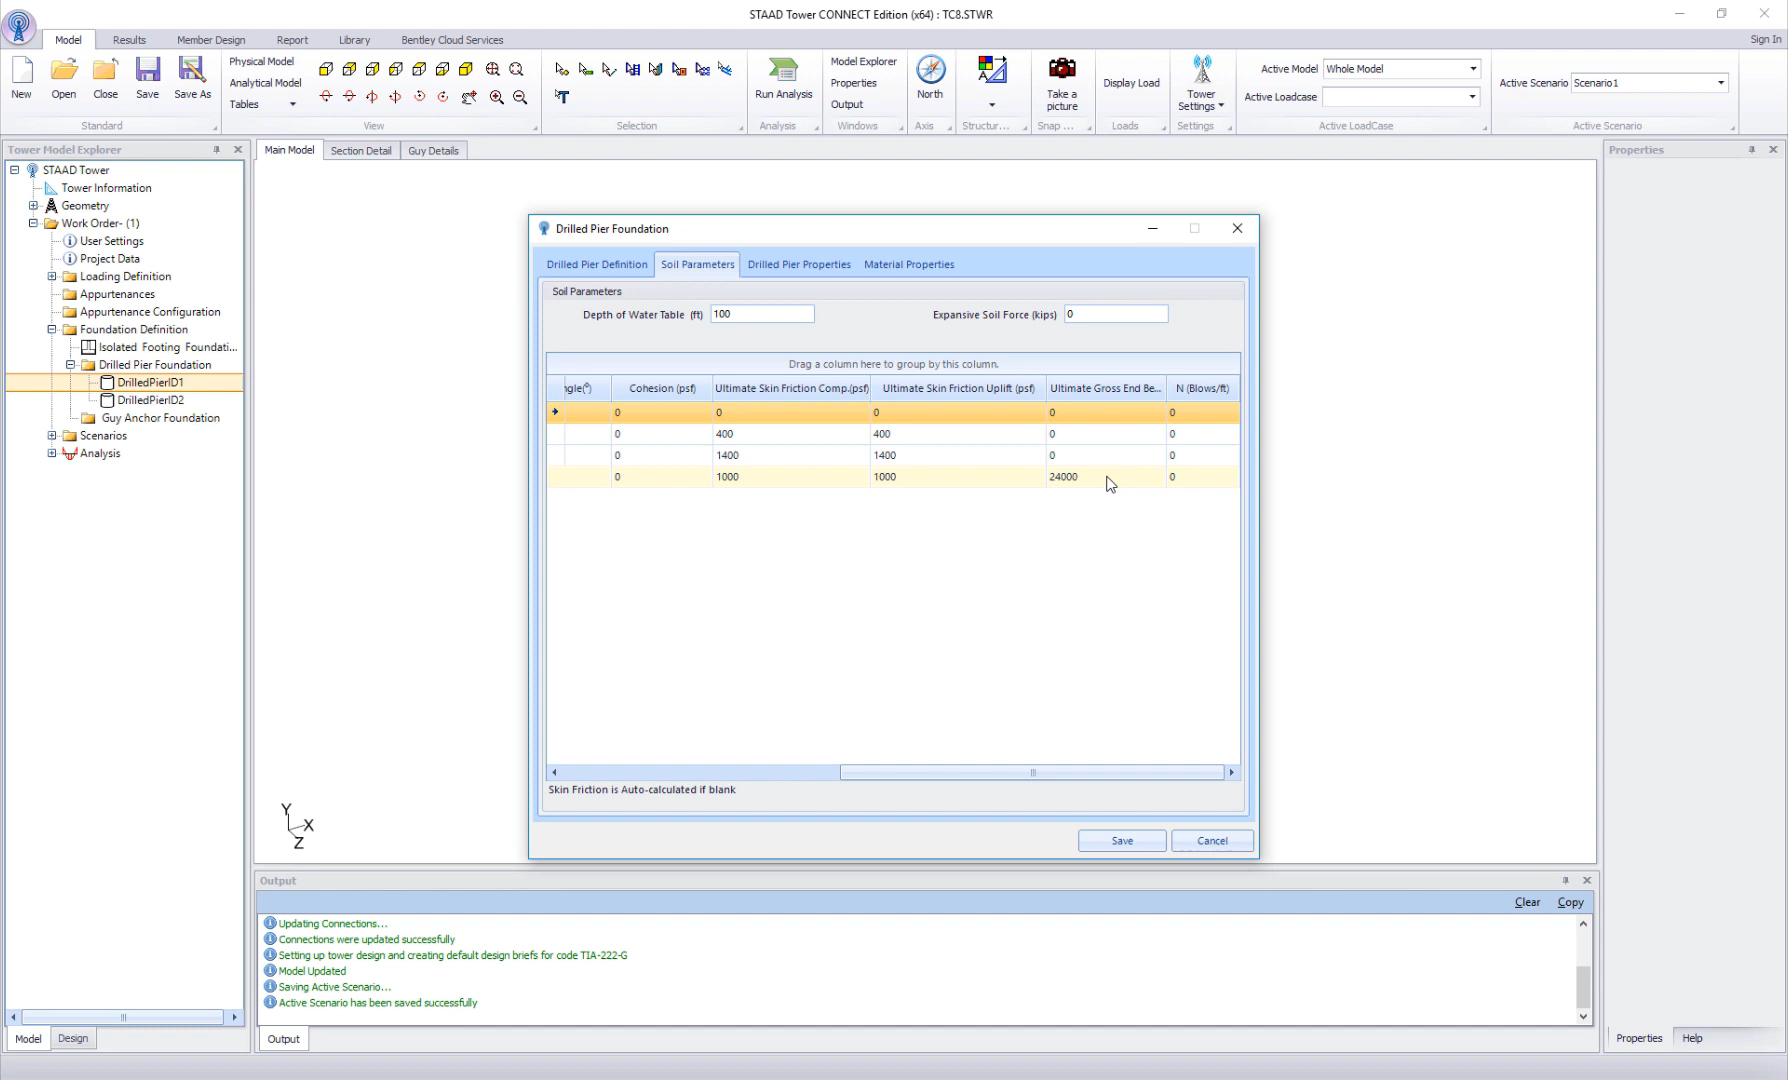 STAAD Tower CONNECT Edition (x64) : TC8.STWR
Model Results Member Design Report Library Bentley Cloud Services Sign In
New Open Close Save Save As
Standard
Physical Model
Analytical Model
Tables
View
Selection
Run Analysis
Analysis
Model Explorer
Properties
Output
Windows
North
Axis
Structur...
Take a picture
Snap ...
Display Load
Loads
Tower Settings
Settings
Active Model Whole Model
Active Loadcase
Active LoadCase
Active Scenario Scenario1
Active Scenario
Tower Model Explorer
STAAD Tower
Tower Information
Geometry
Work Order- (1)
User Settings
Project Data
Loading Definition
Appurtenances
Appurtenance Configuration
Foundation Definition
Isolated Footing Foundati...
Drilled Pier Foundation
DrilledPierID1
DrilledPierID2
Guy Anchor Foundation
Scenarios
Analysis
Model Design
Main Model Section Detail Guy Details
Drilled Pier Foundation
Drilled Pier Definition Soil Parameters Drilled Pier Properties Material Properties
Soil Parameters
Depth of Water Table (ft) 100 Expansive Soil Force (kips) 0
Drag a column here to group by this column.
ngle(°) Cohesion (psf) Ultimate Skin Friction Comp.(psf) Ultimate Skin Friction Uplift (psf) Ultimate Gross End Be... N (Blows/ft)
0 0 0 0 0
0 400 400 0 0
0 1400 1400 0 0
0 1000 1000 24000 0
Skin Friction is Auto-calculated if blank
Save Cancel
Y
X
Z
Output
Clear Copy
Updating Connections...
Connections were updated successfully
Setting up tower design and creating default design briefs for code TIA-222-G
Model Updated
Saving Active Scenario...
Active Scenario has been saved successfully
Output
Properties
Properties Help